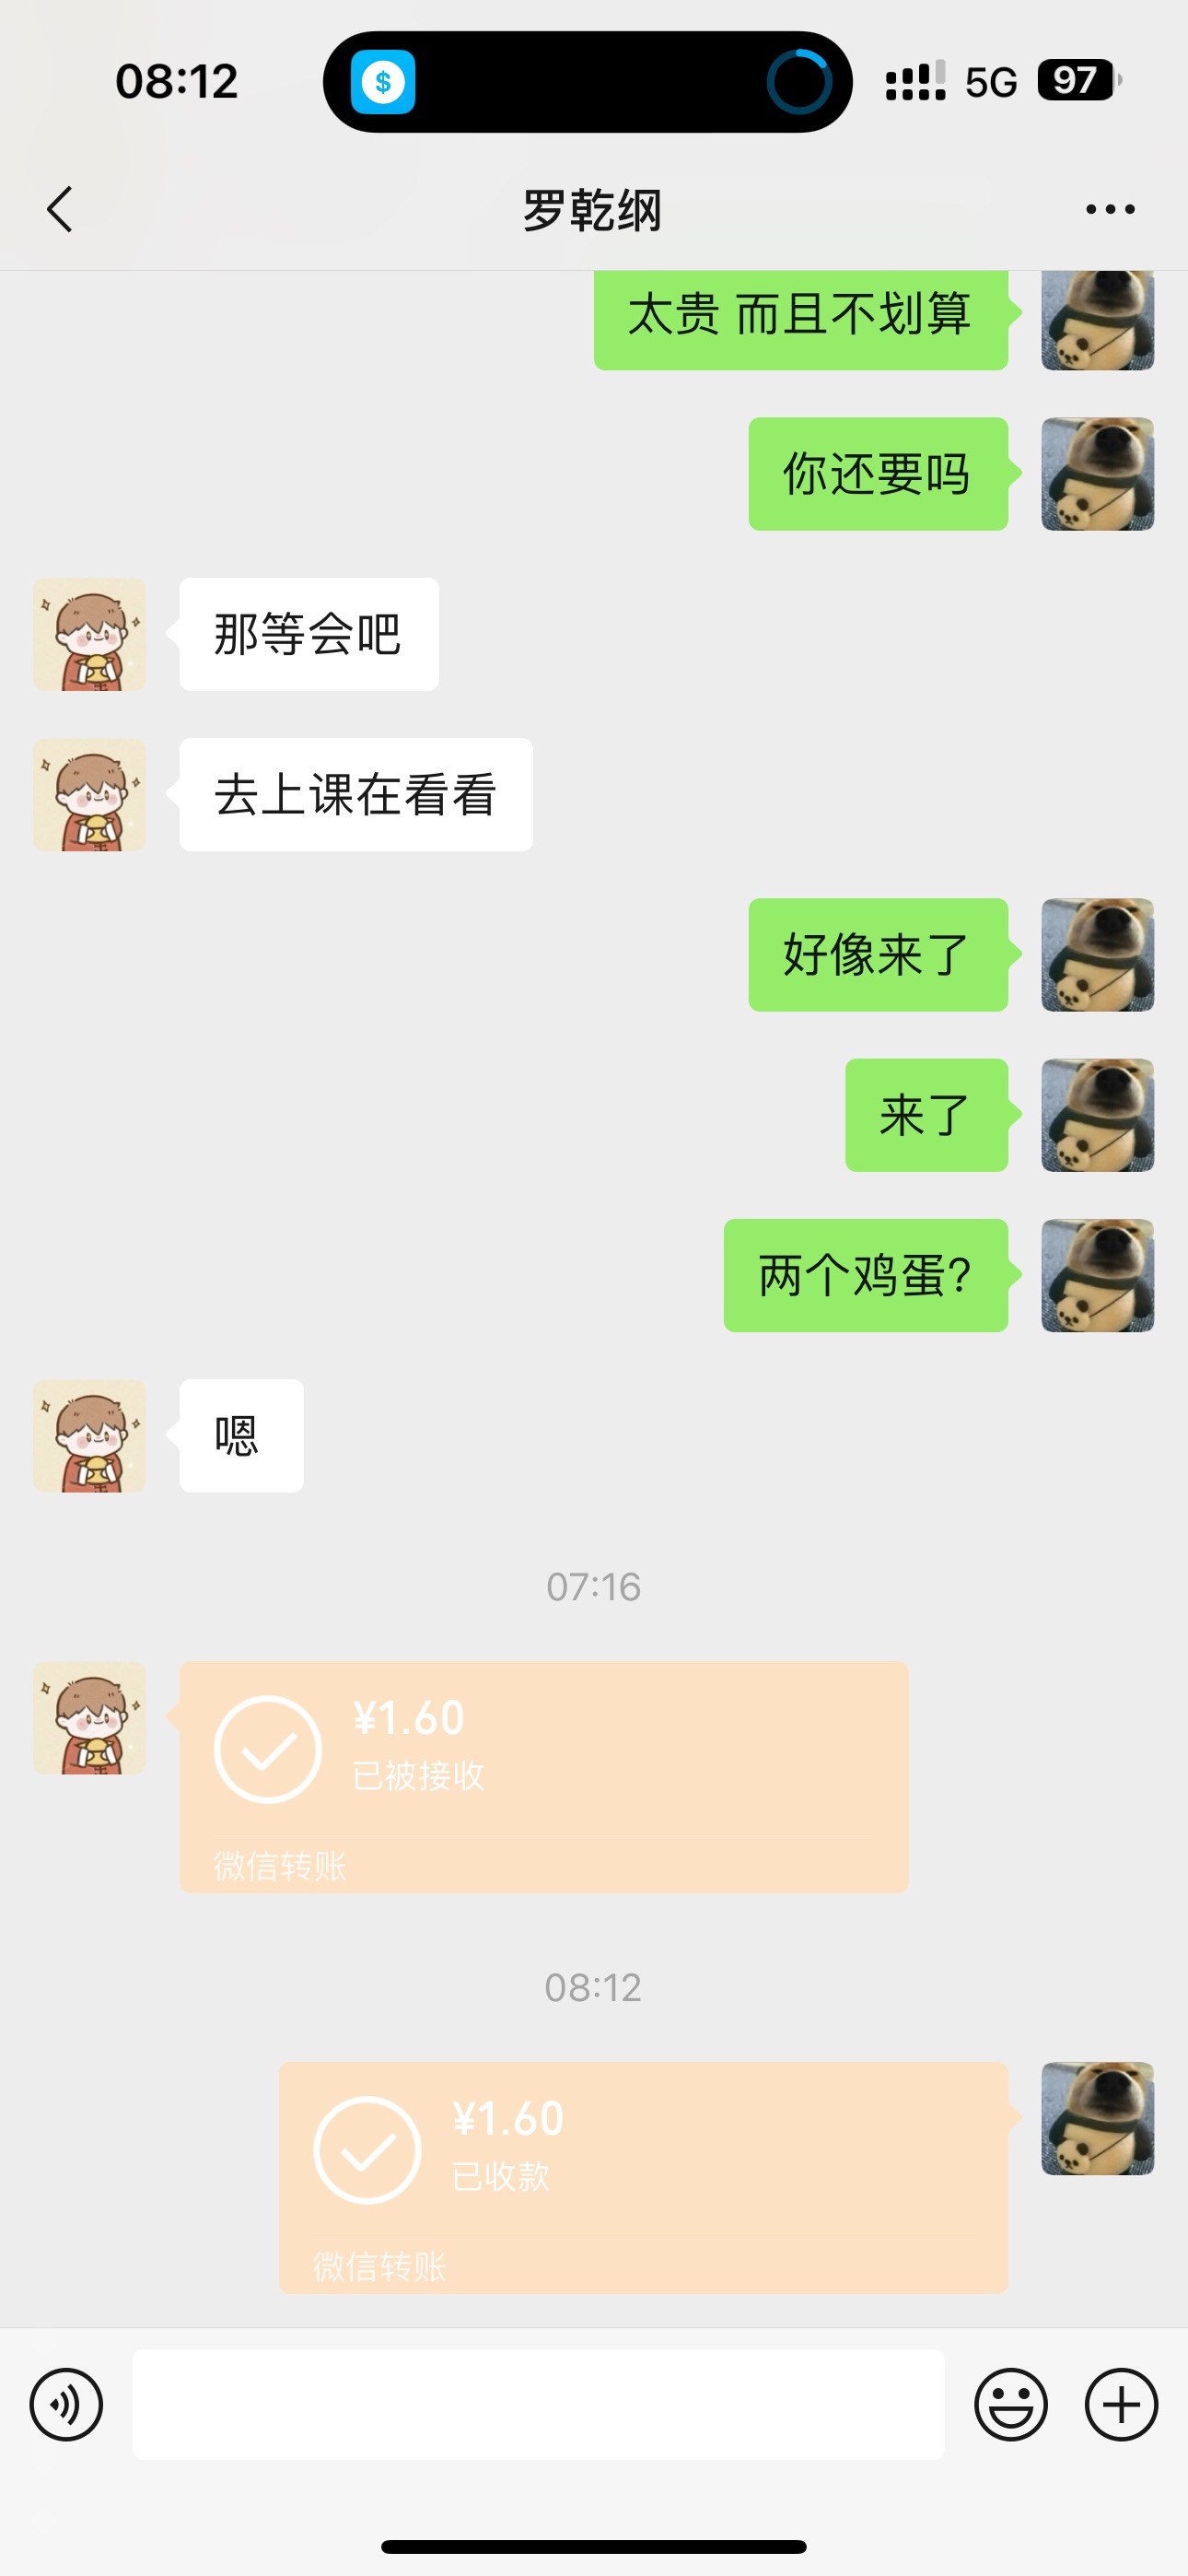 08:12
$
5G
97
罗乾纲
太贵 而且不划算
你还要吗
那等会吧
去上课在看看
好像来了
来了
两个鸡蛋?
嗯
07:16
¥1.60
已被接收
微信转账
08:12
¥1.60
已收款
微信转账